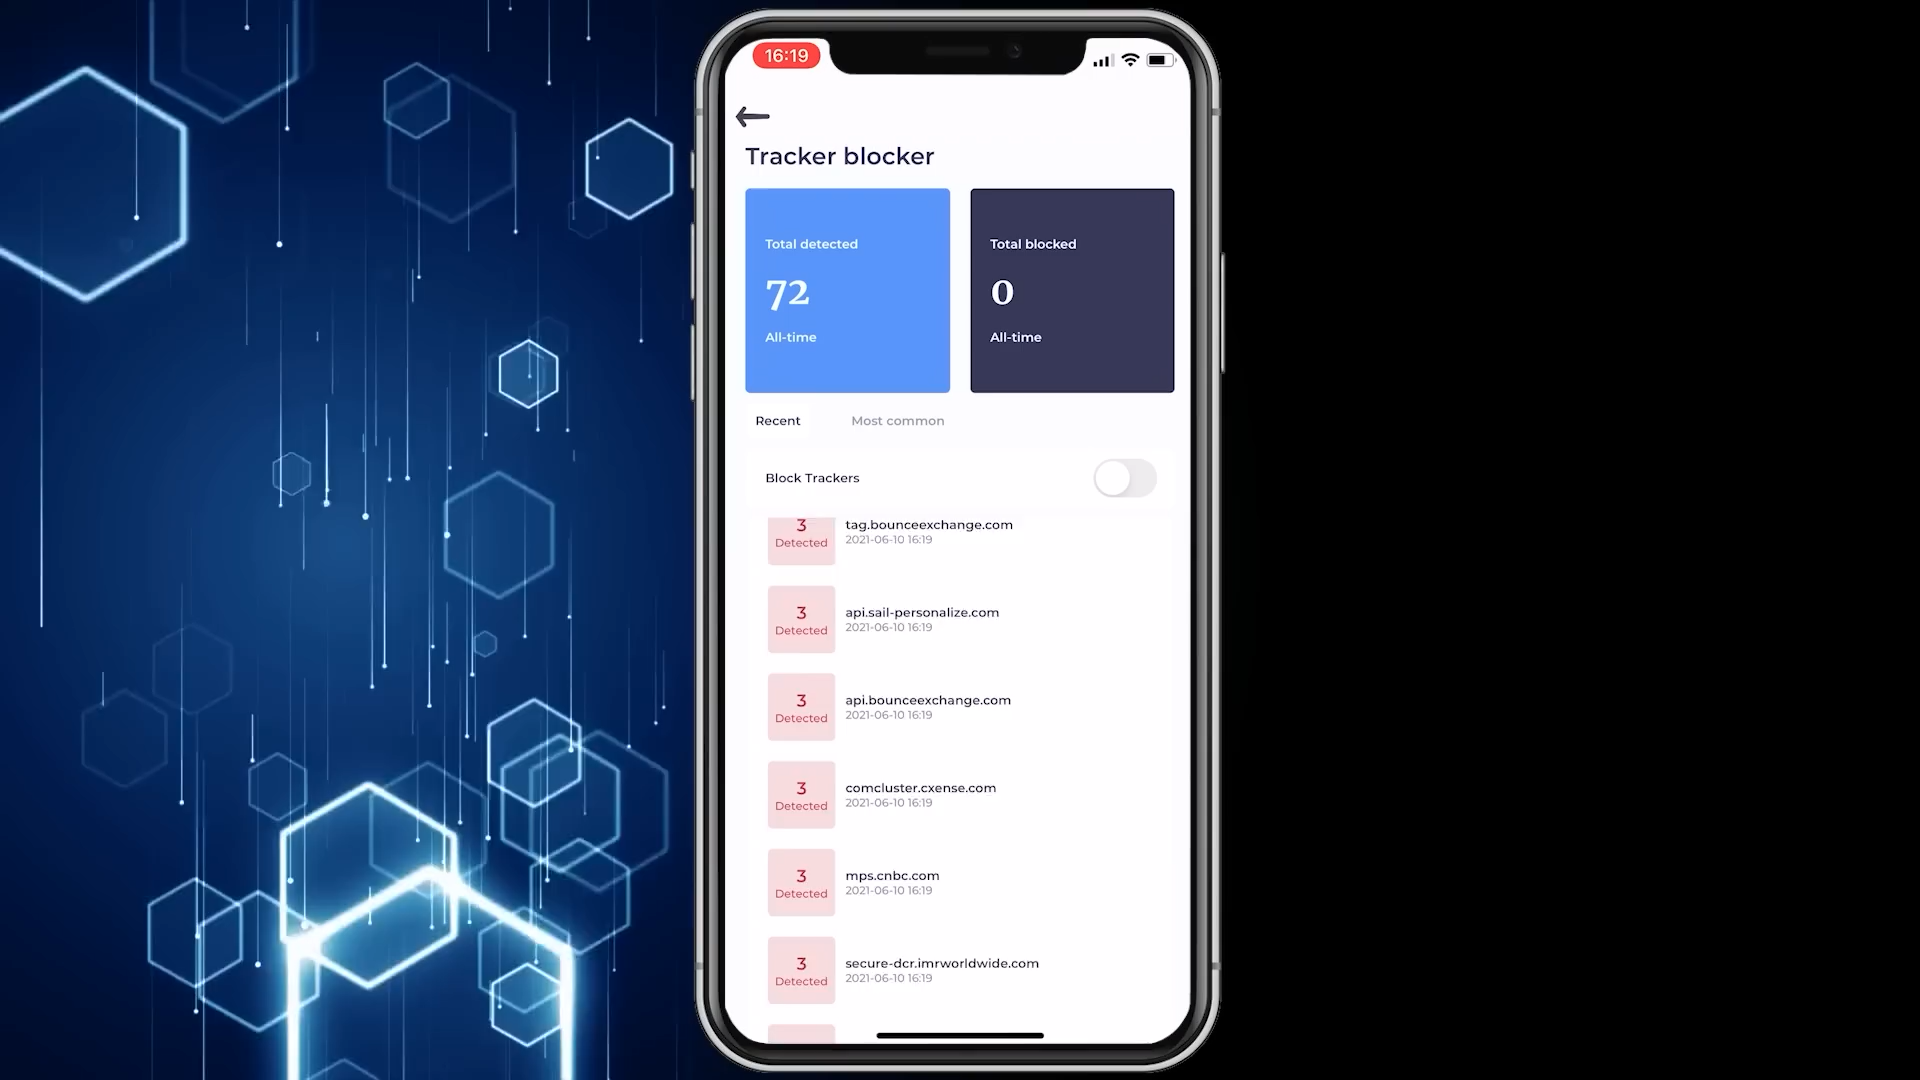 16:19
Tracker blocker
Total detected
72
All-time
Total blocked
0
All-time
Recent
Most common
Block Trackers
3
Detected
tag.bounceexchange.com
2021-06-10 16:19
3
Detected
api.sail-personalize.com
2021-06-10 16:19
3
Detected
api.bounceexchange.com
2021-06-10 16:19
3
Detected
comcluster.cxense.com
2021-06-10 16:19
3
Detected
mps.cnbc.com
2021-06-10 16:19
3
Detected
secure-dcr.imrworldwide.com
2021-06-10 16:19